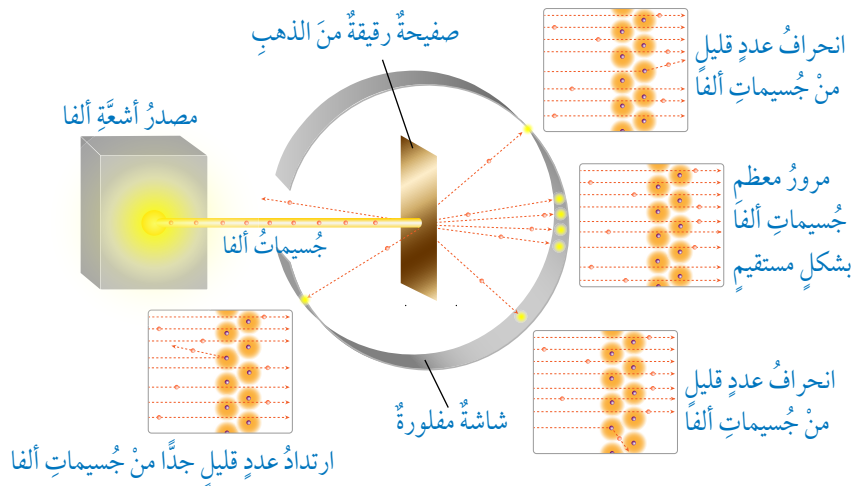 صفيحةٌ رقيقةٌ منَ الذهبِ
انحرافُ عددٍ قليلٍ
منْ جُسيماتِ ألفا
مصدرُ أشعَّةِ ألفا
مرورُ معظمِ
جُسيماتِ ألفا
بشكلٍ مستقيمٍ
جُسيماتُ ألفا
انحرافُ عددٍ قليلٍ
منْ جُسيماتِ ألفا
شاشةٌ مفلورةٌ
ارتدادُ عددٍ قليلٍ جدًّا منْ جُسيماتِ ألفا